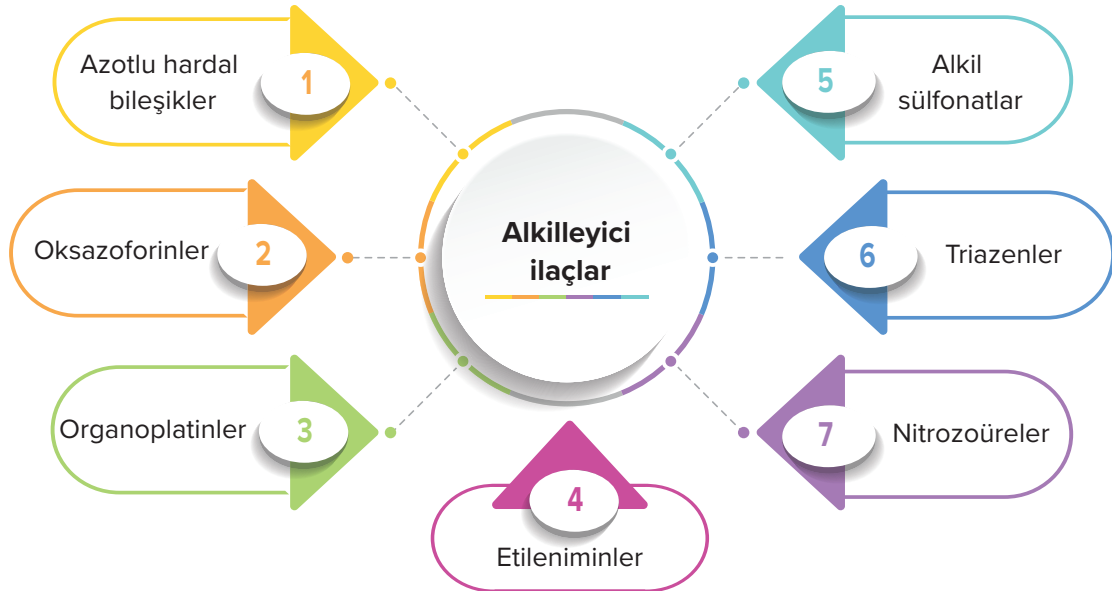 Azotlu hardal
bileşikler
1
Oksazoforinler
2
Organoplatinler
3
Alkilleyici
ilaçlar
4
Etileniminler
5
Alkil
sülfonatlar
6
Triazenler
7
Nitrozoüreler